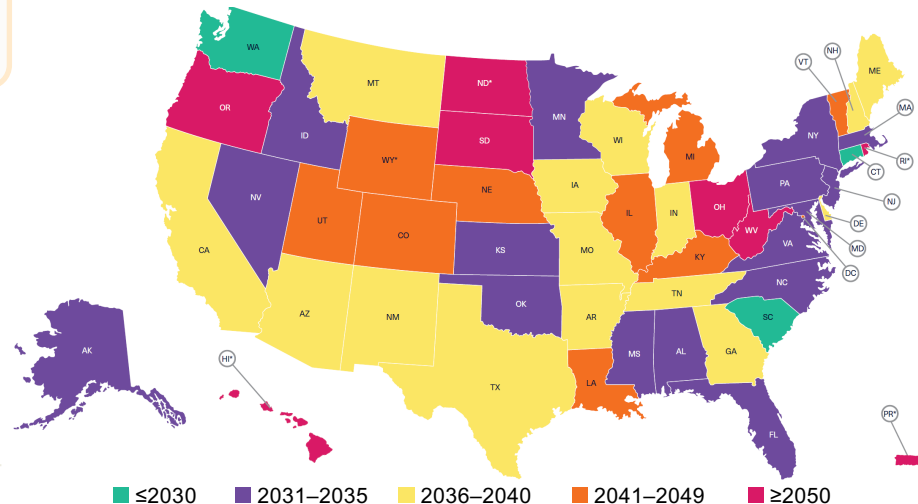 WA
OR
CA
NV
ID
MT
WY*
UT
AZ
CO
NM
ND*
SD
NE
KS
OK
TX
MN
IA
MO
AR
LA
WI
IL
MI
IN
KY
TN
MS
AL
GA
FL
SC
NC
VA
WV
OH
PA
NY
VT
NH
ME
MA
RI*
CT
NJ
DE
MD
DC
AK
HI*
PR*
≤2030
2031–2035
2036–2040
2041–2049
≥2050